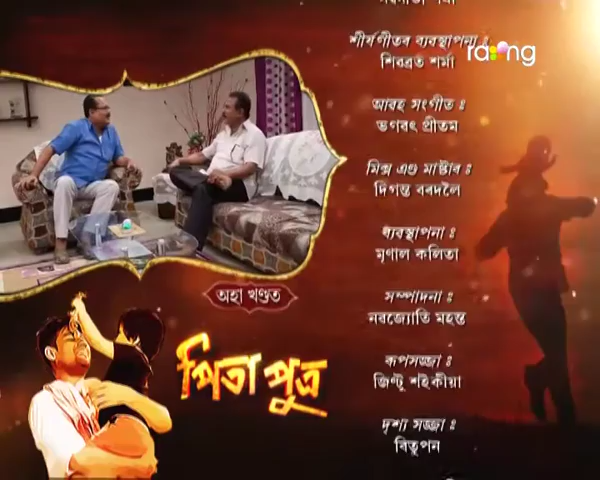 শীৰ্ষগীতৰ ব্যৱস্থাপনা :
শিৱব্ৰত শৰ্মা
rang
আবহ সংগীত :
ভগৱৎ প্ৰীতম
মিক্স এণ্ড মাষ্টাৰ :
দিগন্ত বৰদলৈ
ব্যৱস্থাপনা :
মৃণাল কলিতা
অহা খণ্ডত
সম্পাদনা :
নৱজ্যোতি মহন্ত
পিতা পুত্ৰ
ৰূপসজ্জা :
জিণ্টু শইকীয়া
দৃশ্য সজ্জা :
বিতুপন